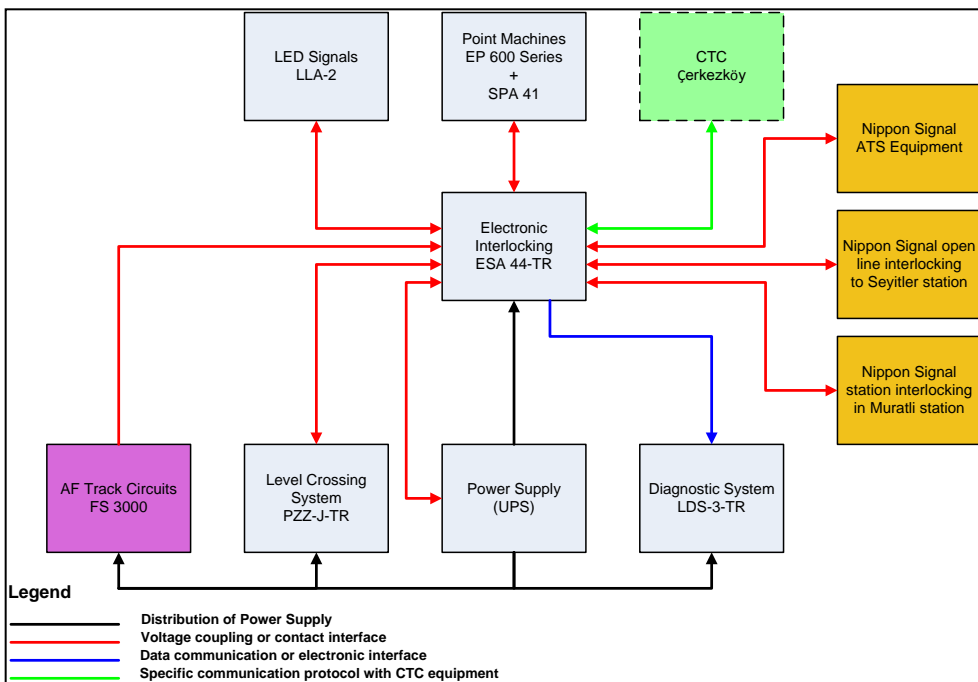 LED Signals
LLA-2
Point Machines
EP 600 Series
+
SPA 41
CTC
Çerkezköy
Nippon Signal
ATS Equipment
Electronic
Interlocking
ESA 44-TR
Nippon Signal open
line interlocking
to Seyitler station
Nippon Signal
station interlocking
in Muratli station
AF Track Circuits
FS 3000
Level Crossing
System
PZZ-J-TR
Power Supply
(UPS)
Diagnostic System
LDS-3-TR
Legend
Distribution of Power Supply
Voltage coupling or contact interface
Data communication or electronic interface
Specific communication protocol with CTC equipment